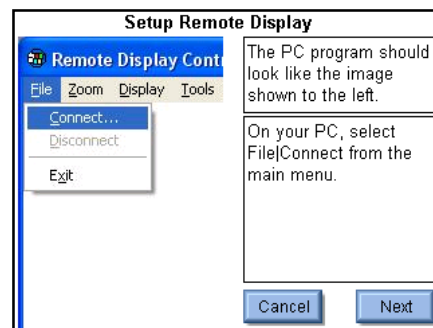 Setup Remote Display
Remote Display Contr
File Zoom Display Tools
Connect...
Disconnect
Exit
The PC program should
look like the image
shown to the left.
On your PC, select
File|Connect from the
main menu.
Cancel Next